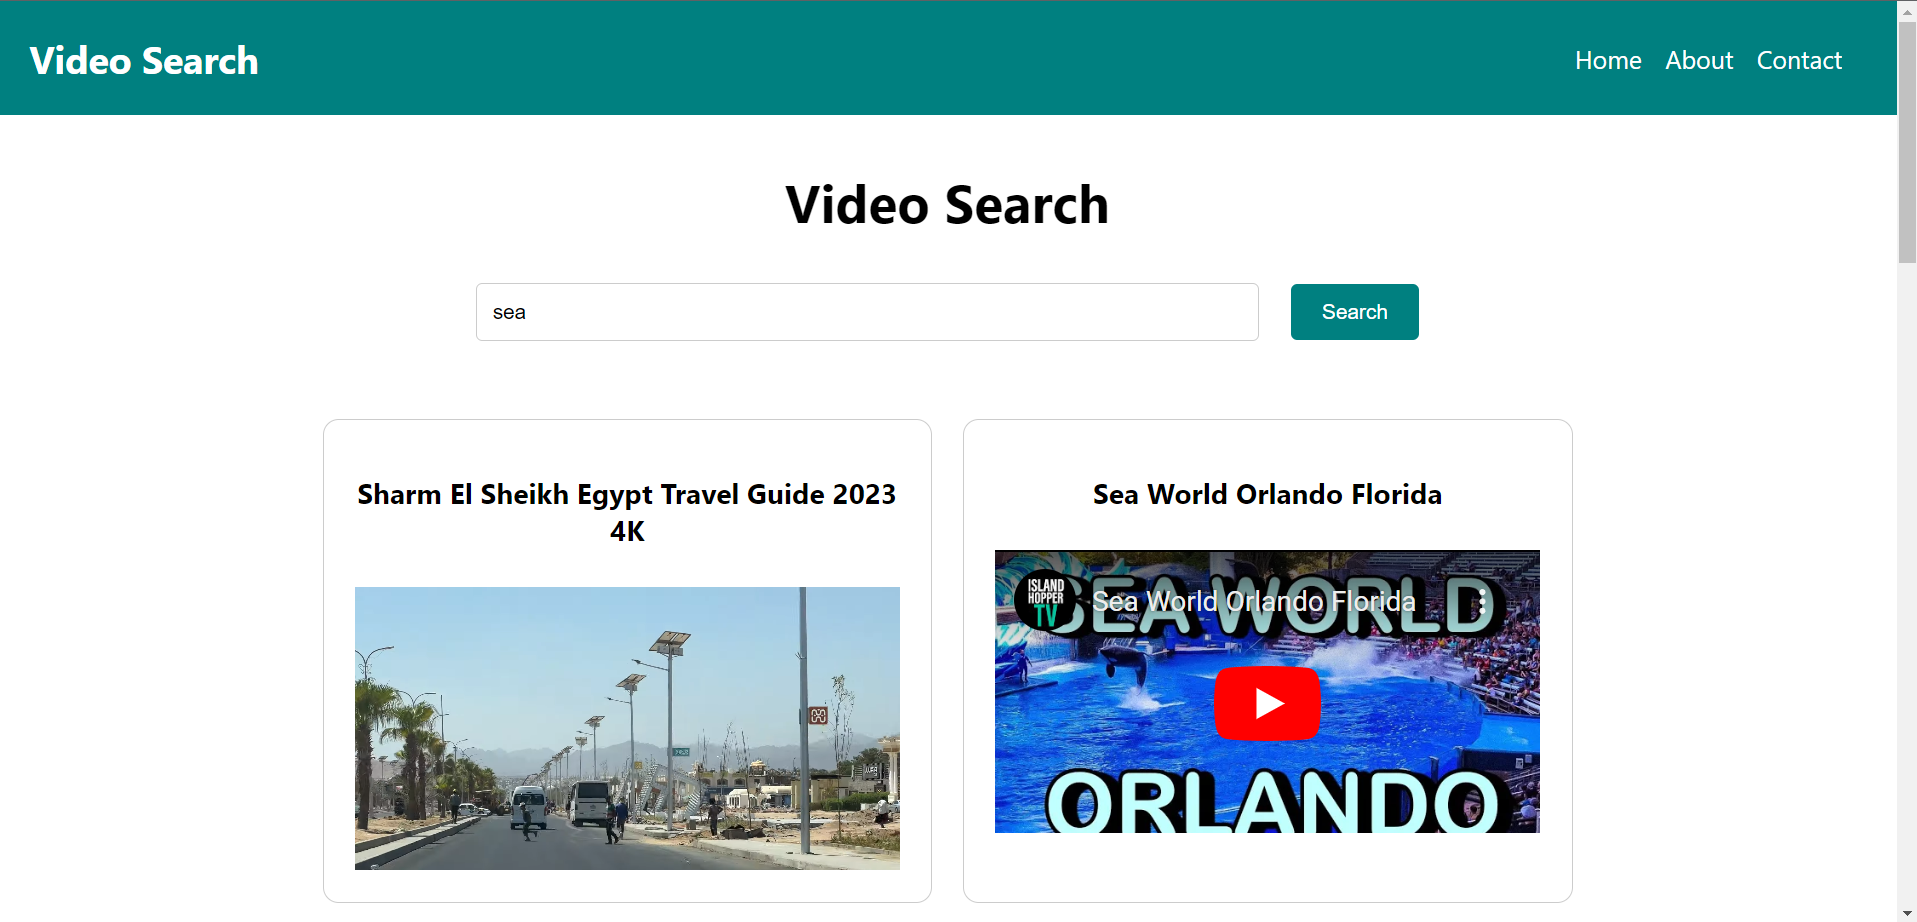 Video Search
Home About Contact
Video Search
sea
Search
Sharm El Sheikh Egypt Travel Guide 2023
4K
Sea World Orlando Florida
SEA WORLD
ISLAND
HOPPER
TV
Sea World Orlando Florida
ORLANDO